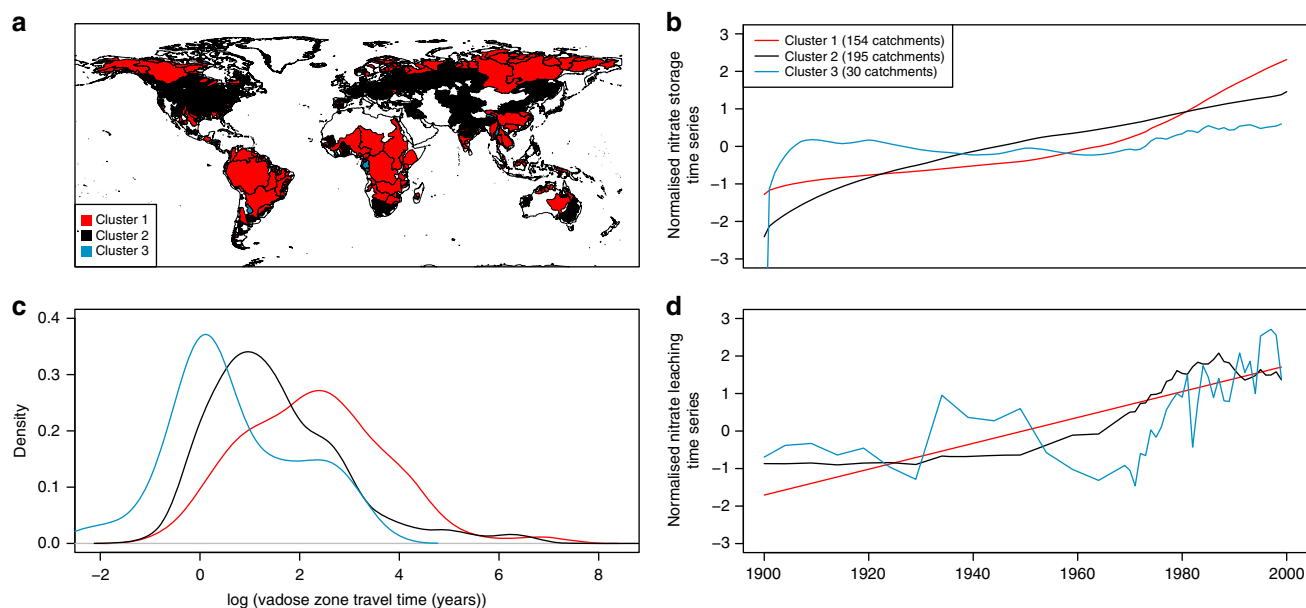 a
Cluster 1
Cluster 2
Cluster 3
b
3
2
1
0
−1
−2
−3
Normalised nitrate storage
time series
Cluster 1 (154 catchments)
Cluster 2 (195 catchments)
Cluster 3 (30 catchments)
c
0.4
0.3
0.2
0.1
0.0
Density
−2
0
2
4
6
8
log (vadose zone travel time (years))
d
3
2
1
0
−1
−2
−3
Normalised nitrate leaching
time series
1900
1920
1940
1960
1980
2000